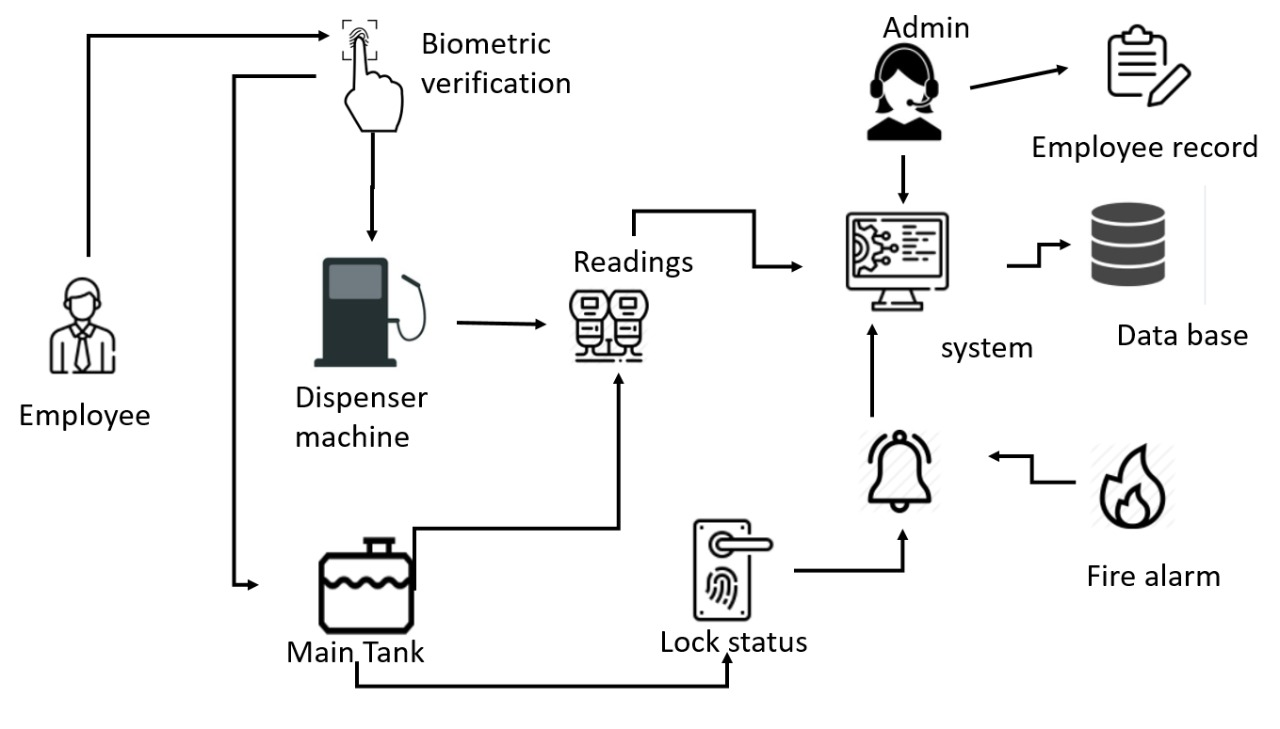 Admin
Biometric
verification
Employee record
Readings
Data base
system
Dispenser
machine
Employee
Fire alarm
Lock status
Main Tank